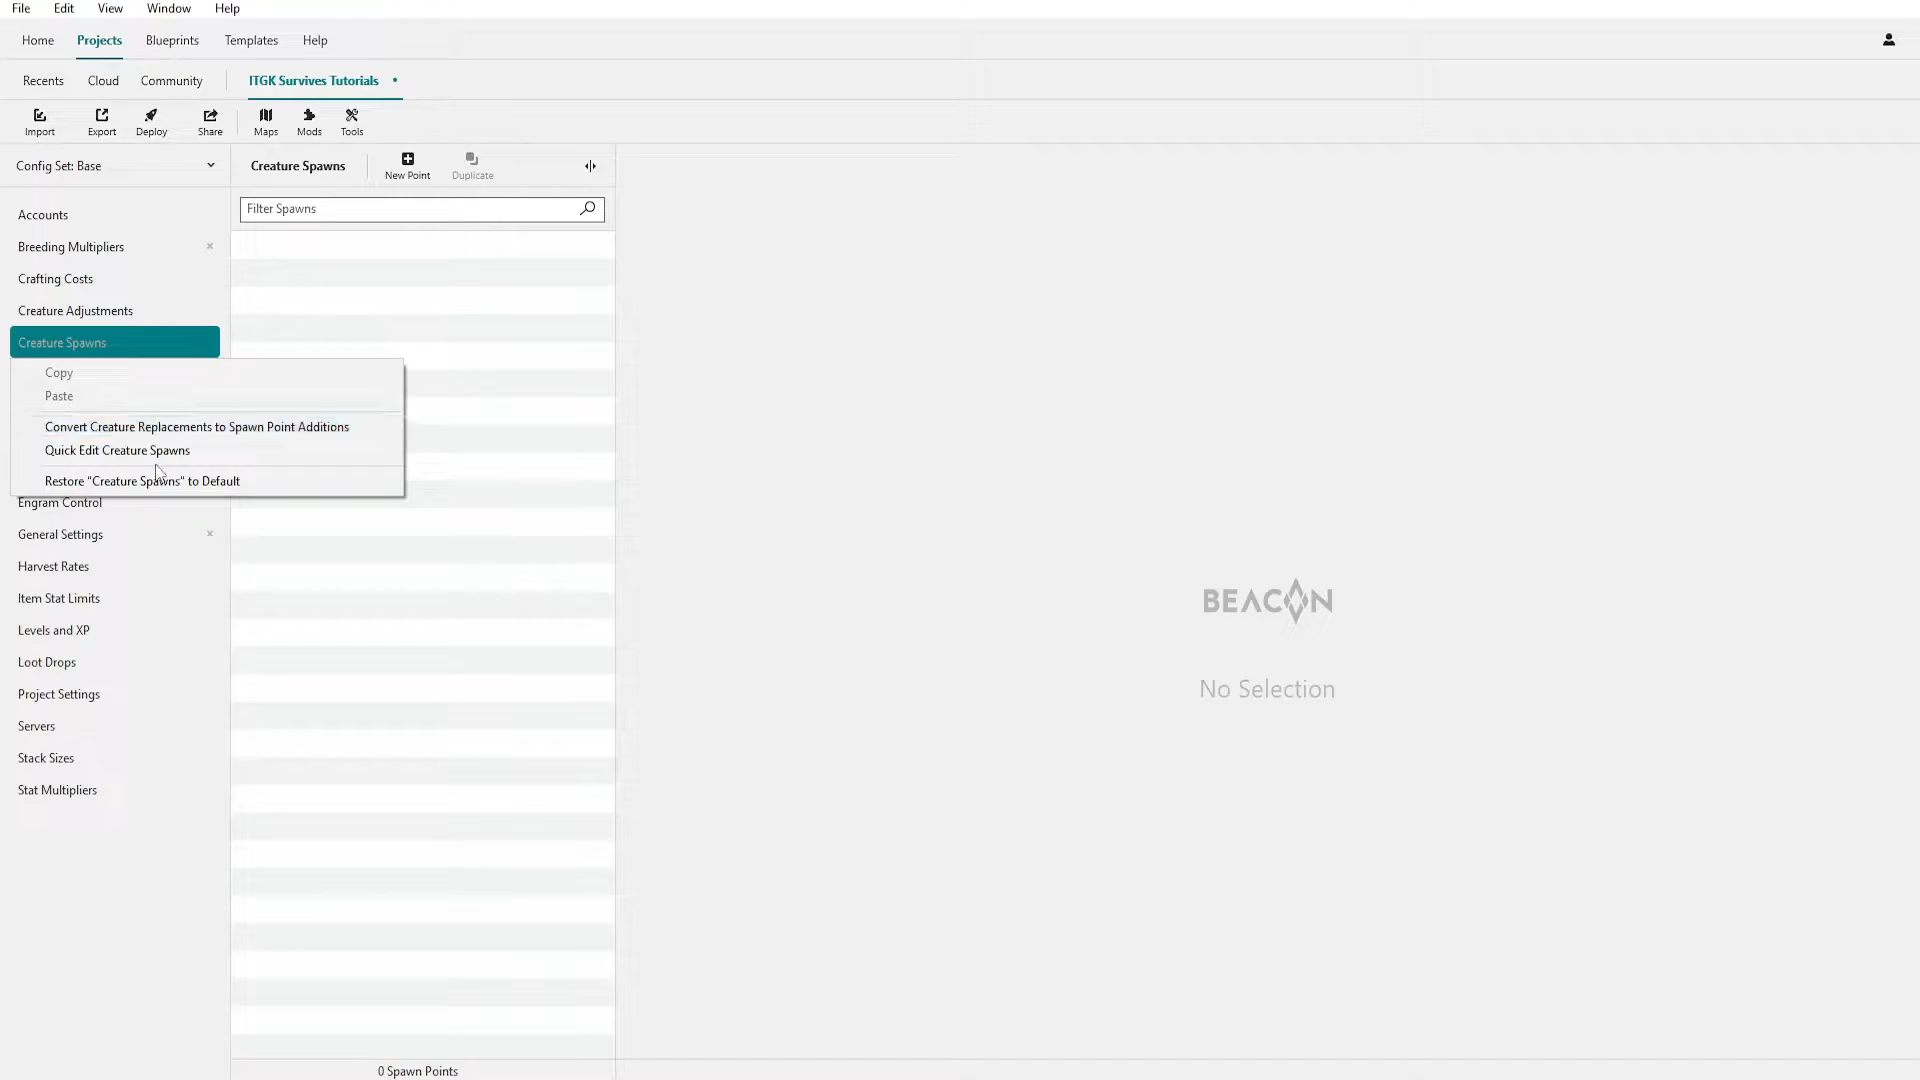 File Edit View Window Help
Home Projects Blueprints Templates Help
Recents Cloud Community ITGK Survives Tutorials •
Import Export Deploy Share Maps Mods Tools
Config Set: Base
Creature Spawns New Point Duplicate
Filter Spawns
Accounts
Breeding Multipliers
Crafting Costs
Creature Adjustments
Creature Spawns
Copy
Paste
Convert Creature Replacements to Spawn Point Additions
Quick Edit Creature Spawns
Restore "Creature Spawns" to Default
Engram Control
General Settings
Harvest Rates
Item Stat Limits
Levels and XP
Loot Drops
Project Settings
Servers
Stack Sizes
Stat Multipliers
BEACON
No Selection
0 Spawn Points